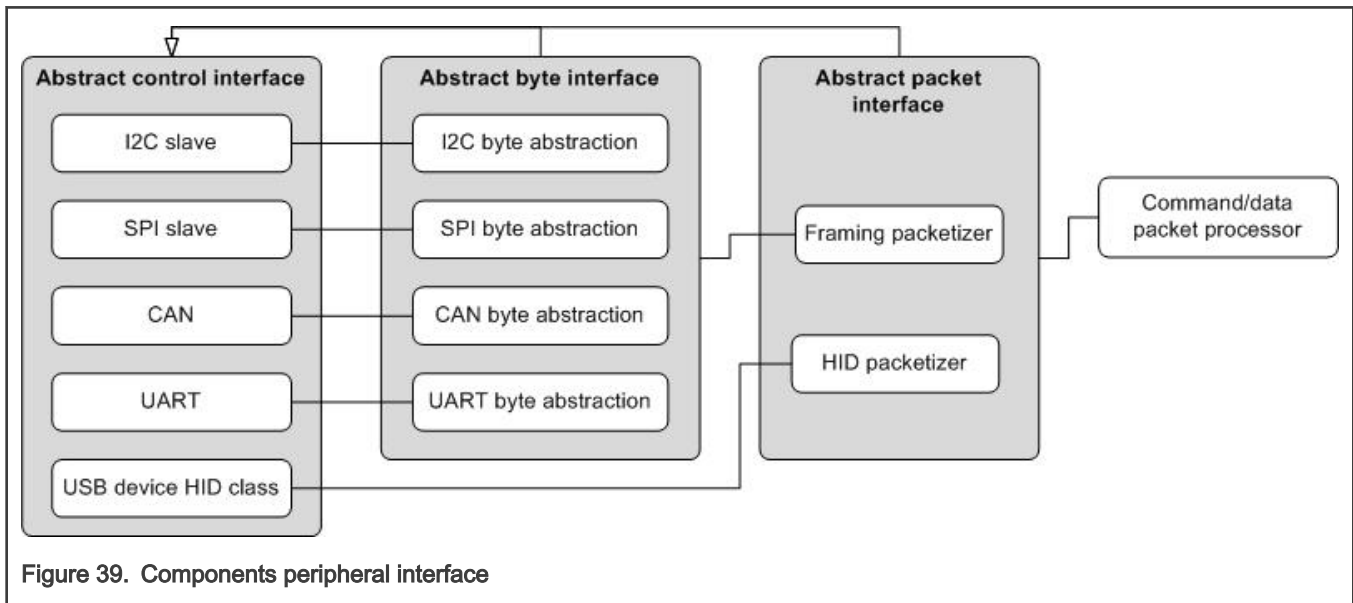 Abstract control interface
I2C slave
SPI slave
CAN
UART
USB device HID class
Abstract byte interface
I2C byte abstraction
SPI byte abstraction
CAN byte abstraction
UART byte abstraction
Abstract packet
interface
Framing packetizer
HID packetizer
Command/data
packet processor
Figure 39. Components peripheral interface